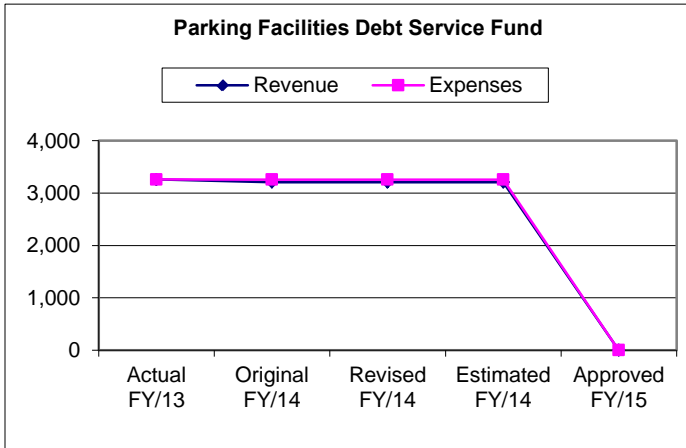 Parking Facilities Debt Service Fund
Revenue Expenses
4,000
3,000
2,000
1,000
0
Actual Original Revised Estimated Approved
FY/13 FY/14 FY/14 FY/14 FY/15